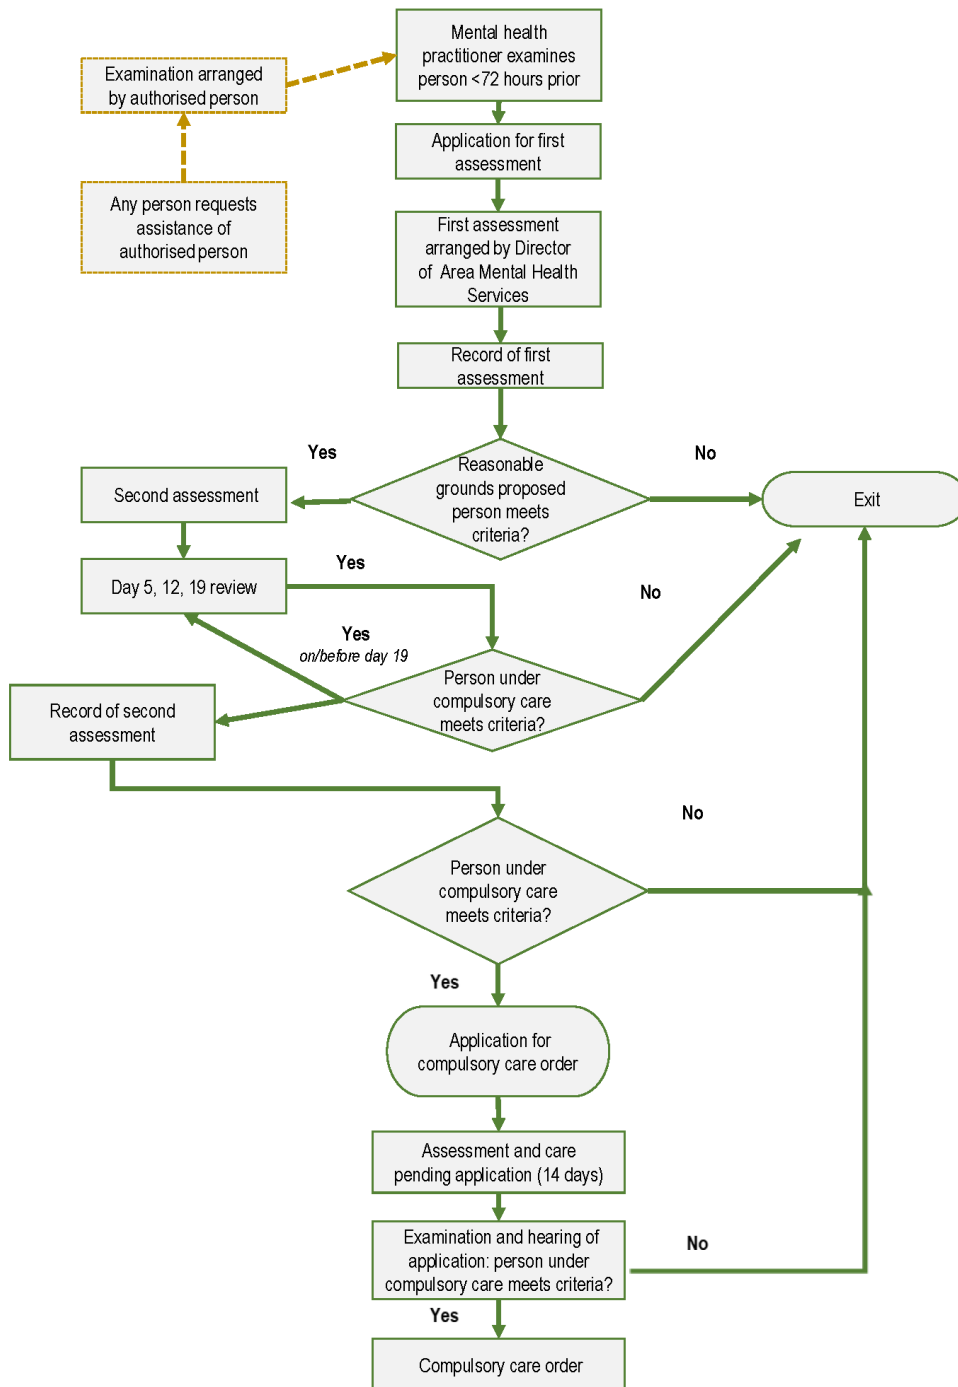 Mental health
practitioner examines
person <72 hours prior
Examination arranged
by authorised person
Application for first
assessment
Any person requests
assistance of
authorised person
First assessment
arranged by Director
of Area Mental Health
Services
Record of first
assessment
Yes
No
Reasonable
grounds proposed
person meets
criteria?
Second assessment
Exit
Day 5, 12, 19 review
Yes
No
Yes
on/before day 19
Person under
compulsory care
meets criteria?
Record of second
assessment
No
Person under
compulsory care
meets criteria?
Yes
Application for
compulsory care order
Assessment and care
pending application (14 days)
Examination and hearing of
application: person under
compulsory care meets criteria?
No
Yes
Compulsory care order